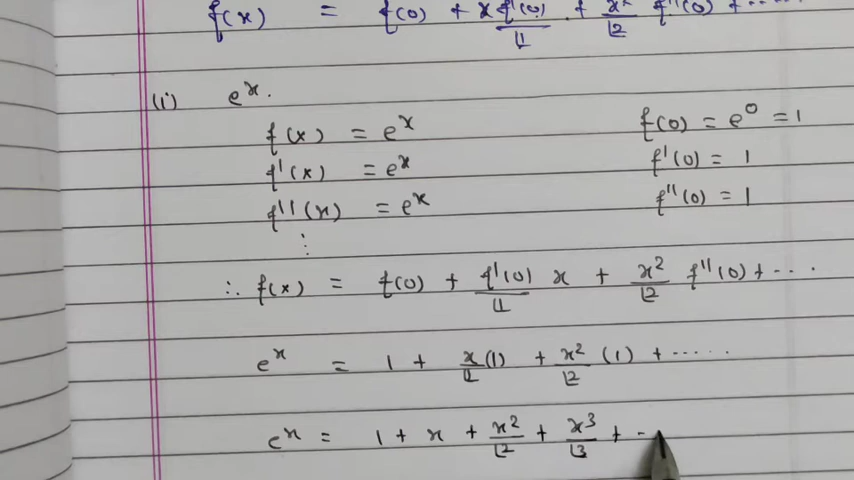 f(x) = f(0) + x f'(0)/⌊1 + x²/⌊2 f''(0) + .....
(i) eˣ.
f(x) = eˣ f(0) = e⁰ = 1
f'(x) = eˣ f'(0) = 1
f''(x) = eˣ f''(0) = 1
⋮
∴ f(x) = f(0) + f'(0)/⌊1 x + x²/⌊2 f''(0) + ....
eˣ = 1 + x/⌊1 (1) + x²/⌊2 (1) + .....
eˣ = 1 + x + x²/⌊2 + x³/⌊3 + ..